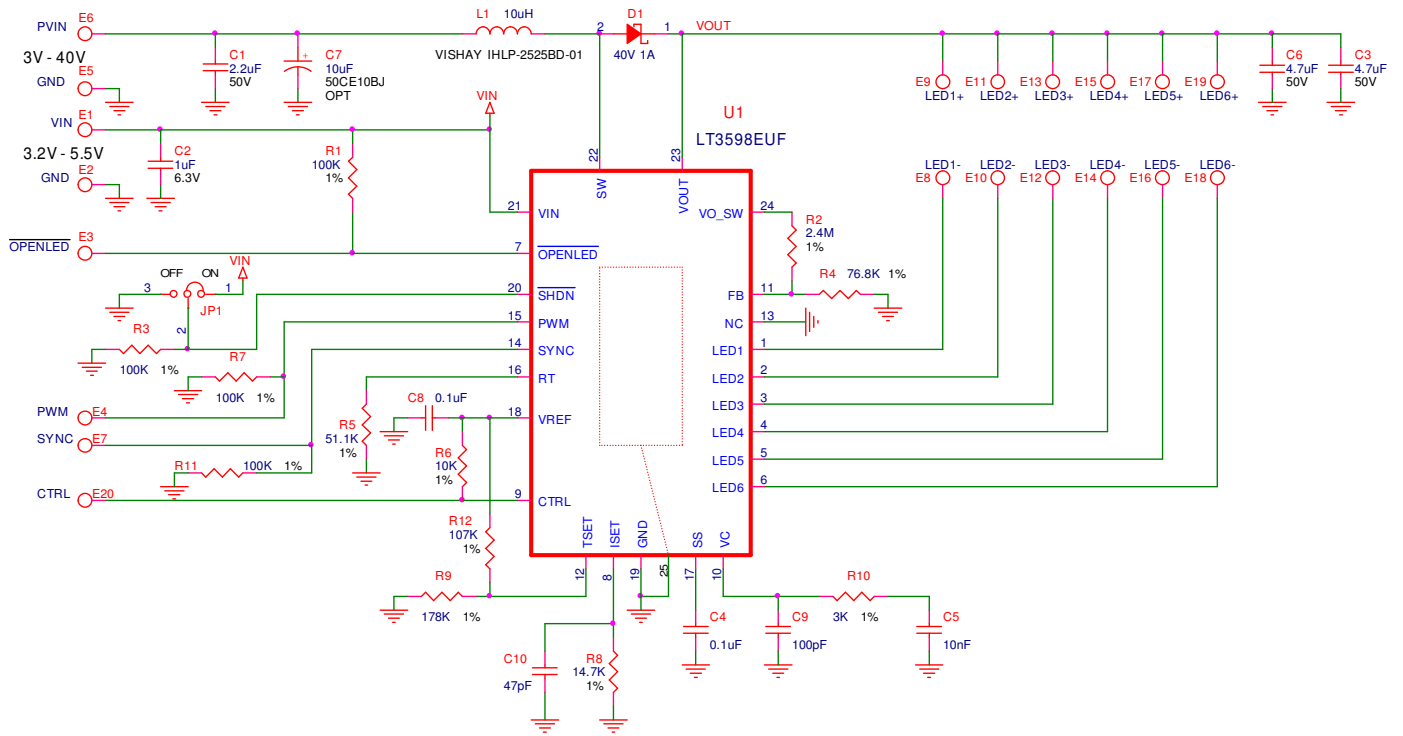 E6
PVIN
L1 10uH
VISHAY IHLP-2525BD-01
D1
2 1
40V 1A
VOUT
3V - 40V
E5
GND
C1
2.2uF
50V
C7
+
10uF
50CE10BJ
OPT
E9
LED1+
E11
LED2+
E13
LED3+
E15
LED4+
E17
LED5+
E19
LED6+
C6
4.7uF
50V
C3
4.7uF
50V
E1
VIN
VIN
3.2V - 5.5V
E2
GND
C2
1uF
6.3V
R1
100K
1%
U1
LT3598EUF
LED1-
E8
LED2-
E10
LED3-
E12
LED4-
E14
LED5-
E16
LED6-
E18
22
SW
23
VOUT
21 VIN
24 VO_SW
R2
2.4M
1%
E3
OPENLED
7 OPENLED
R4 76.8K 1%
OFF ON
VIN
3 1
JP1
2
20 SHDN
11 FB
15 PWM
13 NC
14 SYNC
1 LED1
16 RT
2 LED2
3 LED3
18 VREF
4 LED4
5 LED5
6 LED6
9 CTRL
R3
100K 1%
R7
100K 1%
PWM E4
SYNC E7
R11 100K 1%
CTRL E20
R5
51.1K
1%
C8 0.1uF
R6
10K
1%
R12
107K
1%
R9
178K 1%
TSET
12
ISET
8
GND
19
25
SS
17
VC
10
C10
47pF
R8
14.7K
1%
C4
0.1uF
C9
100pF
R10
3K 1%
C5
10nF